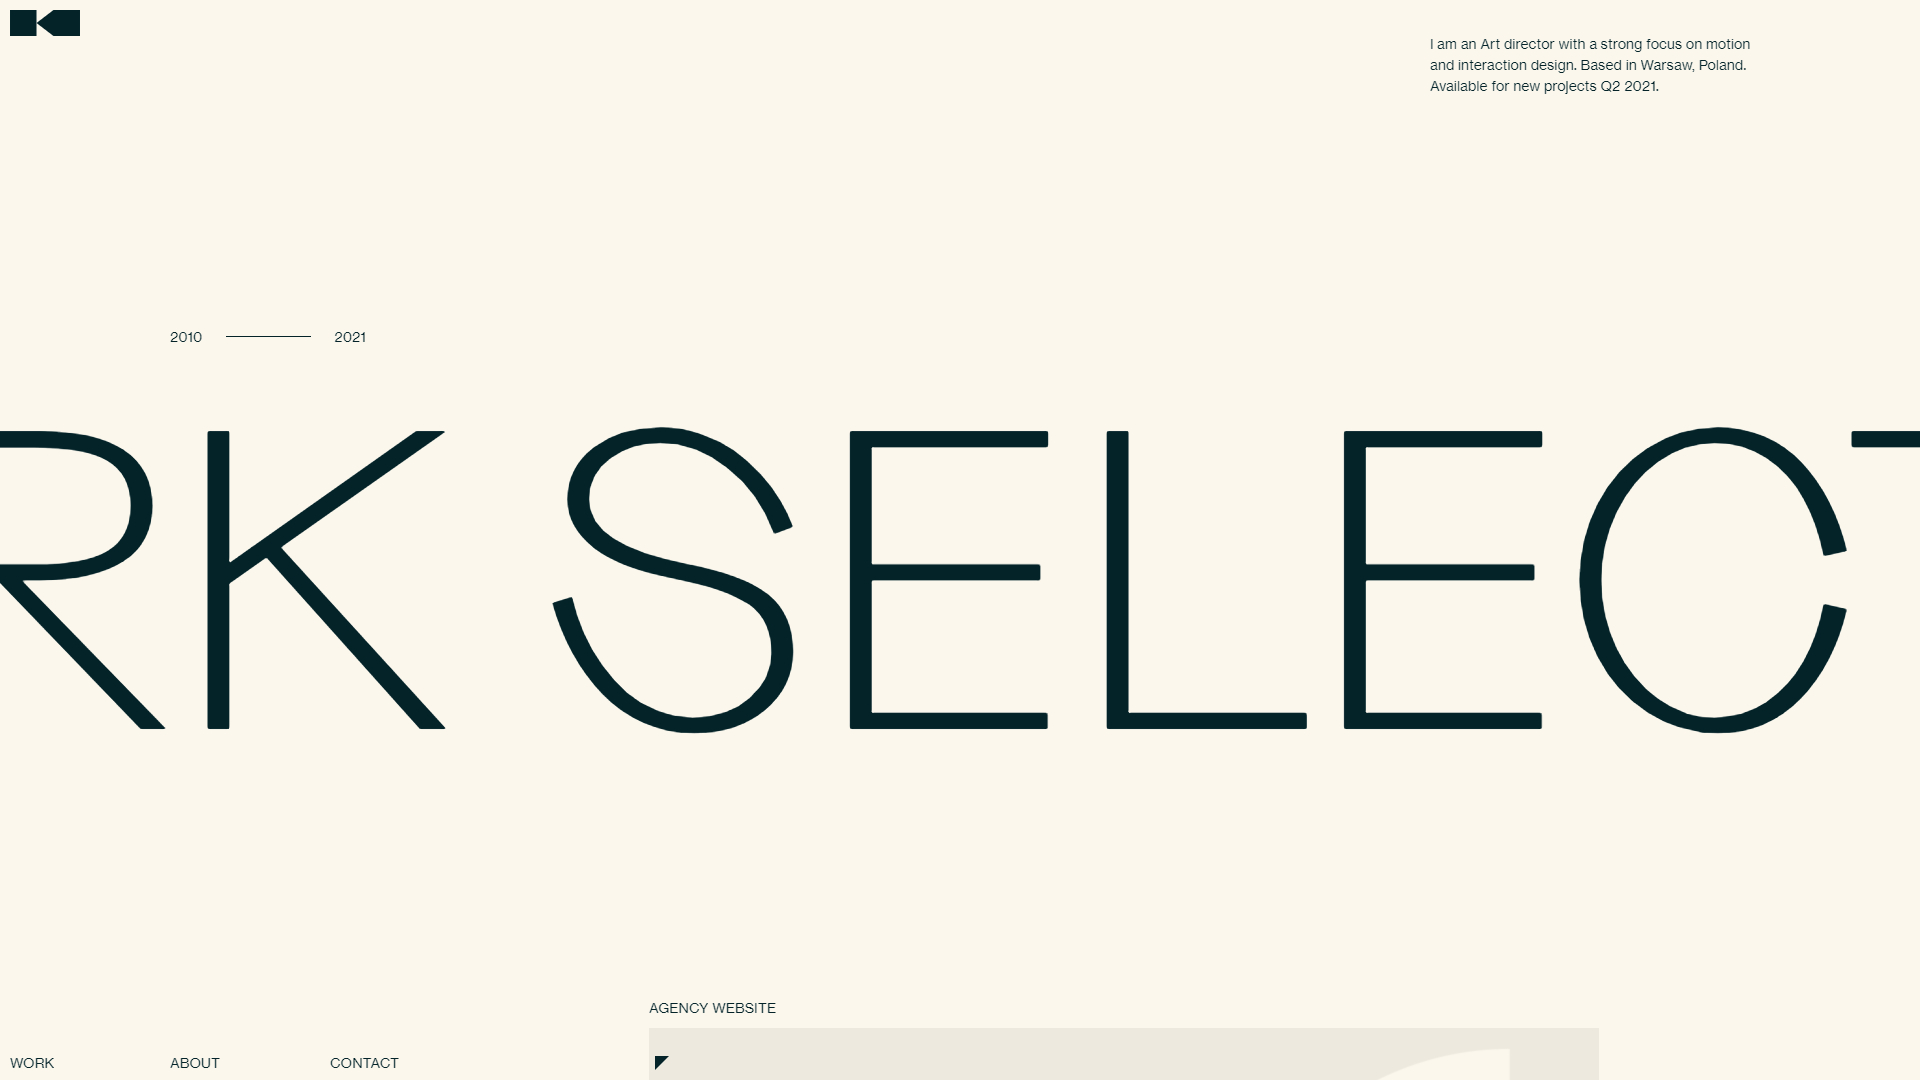 I am an Art director with a strong focus on motion
and interaction design. Based in Warsaw, Poland.
Available for new projects Q2 2021.
2010 2021
RK SELECT
AGENCY WEBSITE
WORK ABOUT CONTACT